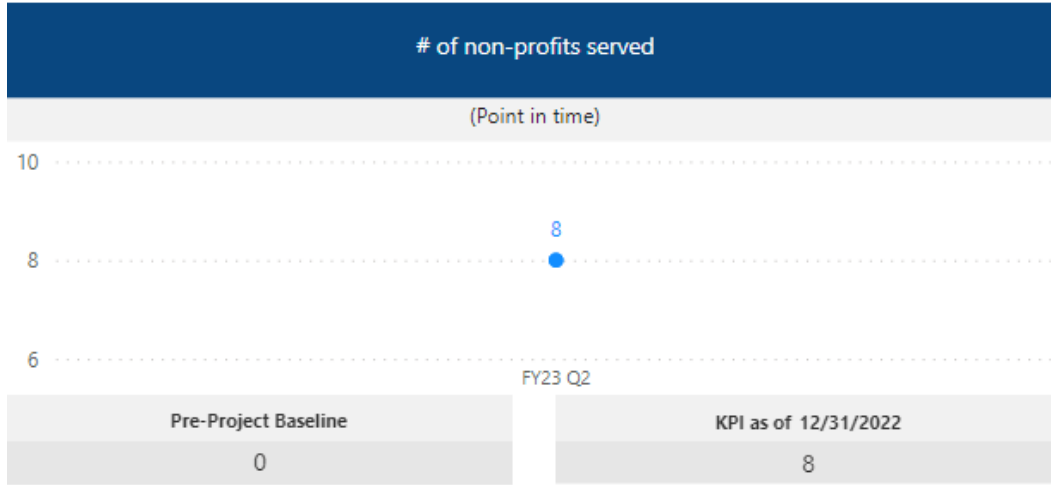 # of non-profits served
(Point in time)
10
8
8
6
FY23 Q2
Pre-Project Baseline
KPI as of 12/31/2022
0
8